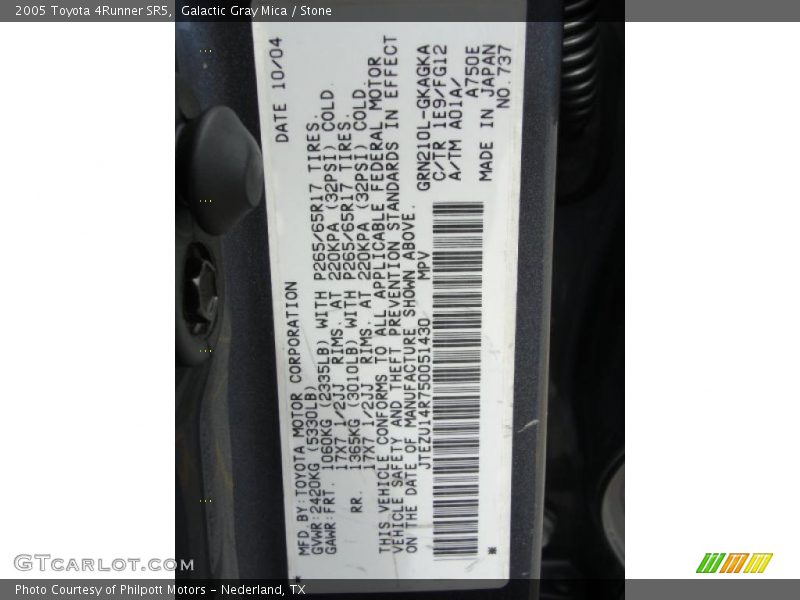 2005 Toyota 4Runner SR5,  Galactic Gray Mica / Stone
MFD. BY: TOYOTA MOTOR CORPORATION DATE 10/04
GVWR: 2420KG (5330LB)
GAWR: FRT. 1060KG (2335LB) WITH P265/65R17 TIRES.
17X7 1/2JJ RIMS. AT 220KPA (32PSI) COLD.
RR. 1365KG (3010LB) WITH P265/65R17 TIRES.
17X7 1/2JJ RIMS. AT 220KPA (32PSI) COLD.
THIS VEHICLE CONFORMS TO ALL APPLICABLE FEDERAL MOTOR
VEHICLE SAFETY AND THEFT PREVENTION STANDARDS IN EFFECT
ON THE DATE OF MANUFACTURE SHOWN ABOVE.
JTEZU14R750051430 MPV GRN210L-GKAGKA
C/TR 1E9/FG12
A/TM A01A/
A750E
MADE IN JAPAN
NO.737
GTCarlot.com
Photo Courtesy of Philpott Motors - Nederland, TX